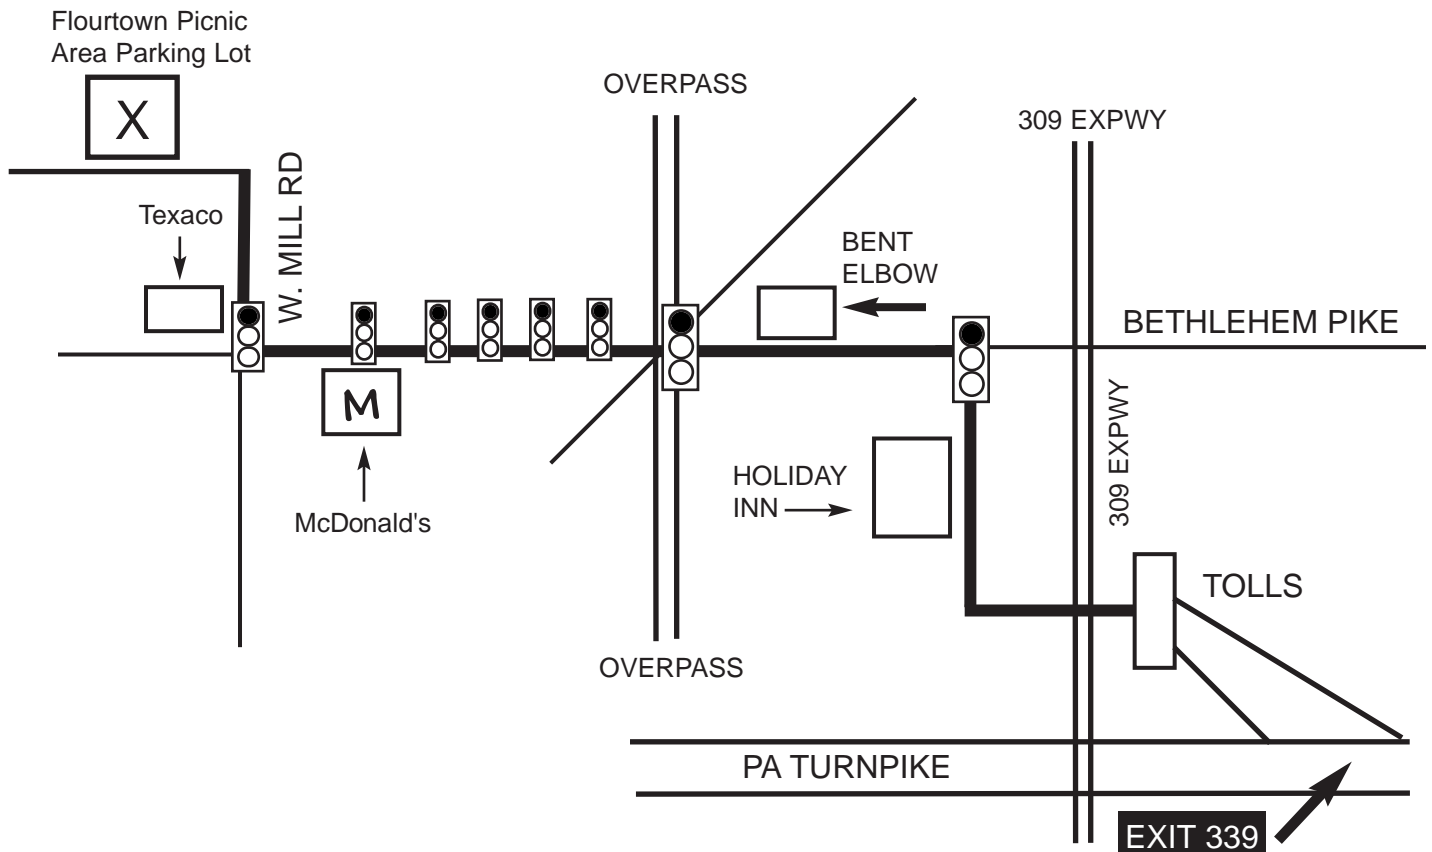 Flourtown Picnic
Area Parking Lot
X
OVERPASS
309 EXPWY
W. MILL RD
Texaco
BENT
ELBOW
BETHLEHEM PIKE
M
309 EXPWY
HOLIDAY
INN
McDonald's
TOLLS
OVERPASS
PA TURNPIKE
EXIT 339